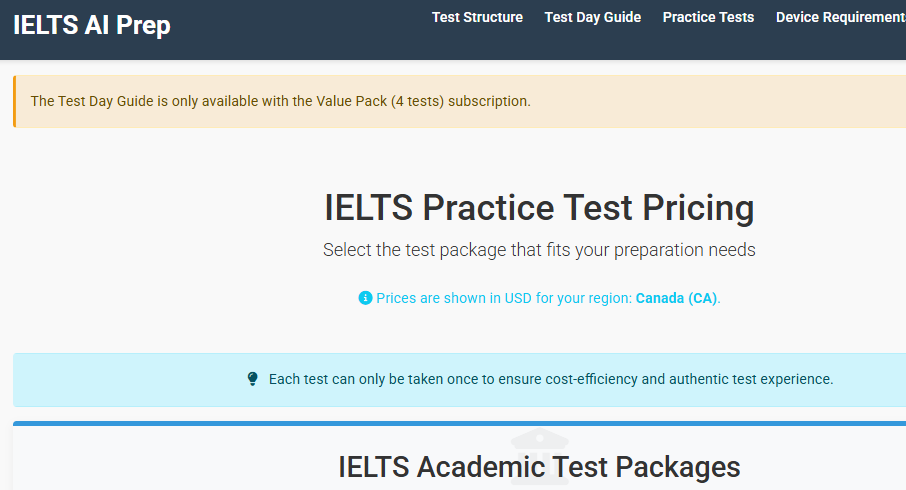 IELTS AI Prep
Test Structure Test Day Guide Practice Tests Device Requirements
The Test Day Guide is only available with the Value Pack (4 tests) subscription.
IELTS Practice Test Pricing
Select the test package that fits your preparation needs
Prices are shown in USD for your region: Canada (CA).
Each test can only be taken once to ensure cost-efficiency and authentic test experience.
IELTS Academic Test Packages